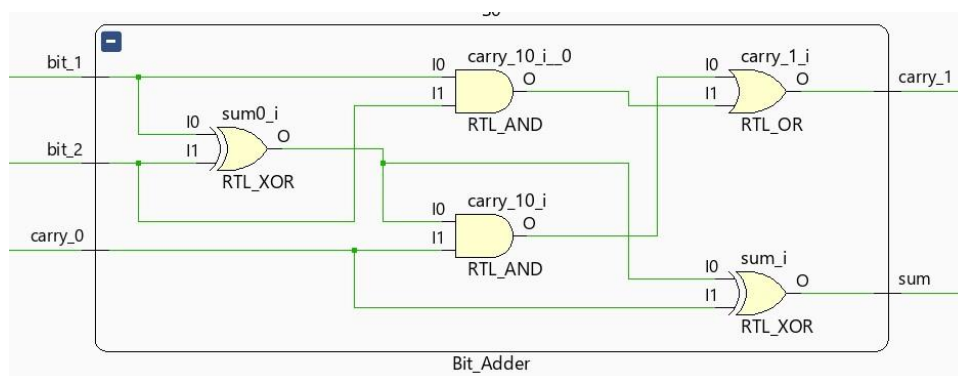 bit_1
carry_10_i__0
carry_1_i
I0
O
I0
O
carry_1
I1
I1
sum0_i
RTL_AND
RTL_OR
I0
O
bit_2
I1
RTL_XOR
carry_10_i
I0
O
carry_0
I1
sum_i
RTL_AND
I0
O
sum
I1
RTL_XOR
Bit_Adder